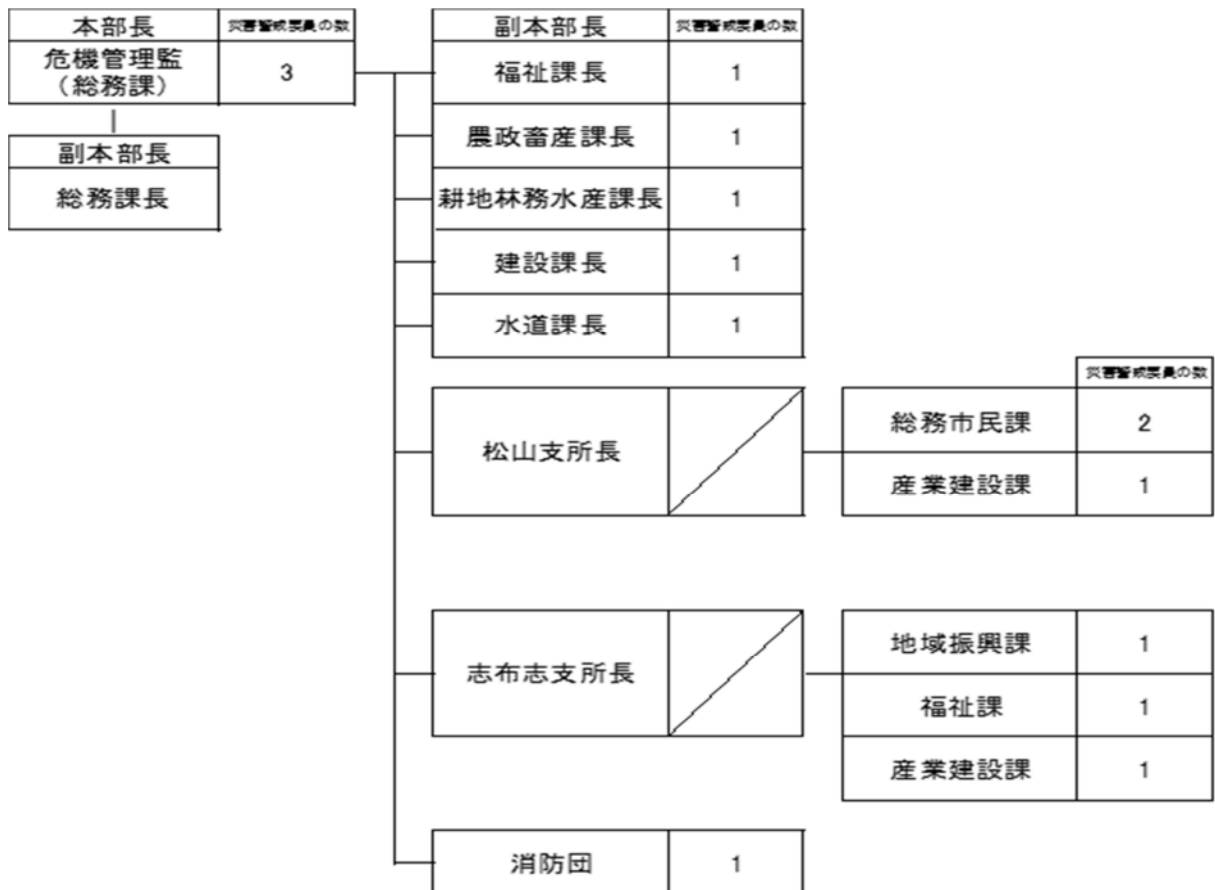 本部長 災害警戒要員の数
危機管理監
（総務課）
3
副本部長
総務課長
副本部長 災害警戒要員の数
福祉課長 1
農政畜産課長 1
耕地林務水産課長 1
建設課長 1
水道課長 1
松山支所長
災害警戒要員の数
総務市民課 2
産業建設課 1
志布志支所長
地域振興課 1
福祉課 1
産業建設課 1
消防団 1